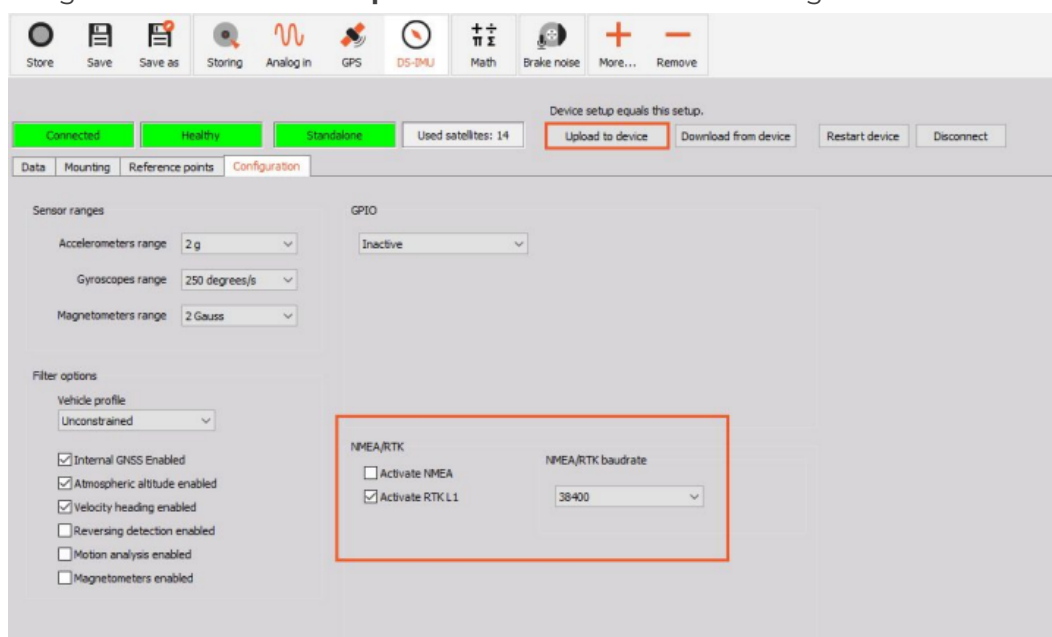 Store Save Save as Storing Analog in GPS DS-IMU Math Brake noise More... Remove
Device setup equals this setup.
Connected Healthy Standalone Used satellites: 14 Upload to device Download from device Restart device Disconnect
Data Mounting Reference points Configuration
Sensor ranges
Accelerometers range 2 g
Gyroscopes range 250 degrees/s
Magnetometers range 2 Gauss
GPIO
Inactive
Filter options
Vehicle profile
Unconstrained
Internal GNSS Enabled
Atmospheric altitude enabled
Velocity heading enabled
Reversing detection enabled
Motion analysis enabled
Magnetometers enabled
NMEA/RTK
Activate NMEA
Activate RTK L1
NMEA/RTK baudrate
38400